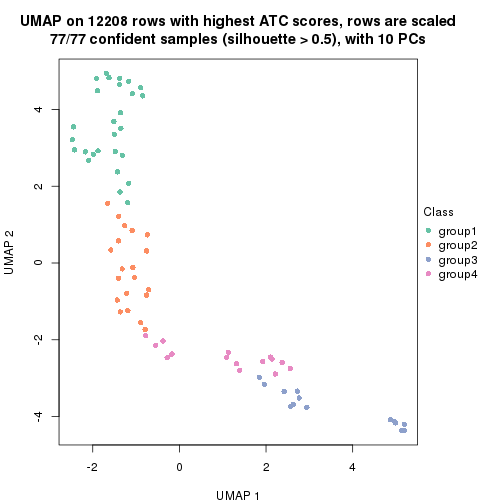 UMAP on 12208 rows with highest ATC scores, rows are scaled
77/77 confident samples (silhouette > 0.5), with 10 PCs
4
2
0
-2
-4
UMAP 2
-2
0
2
4
UMAP 1
Class
group1
group2
group3
group4